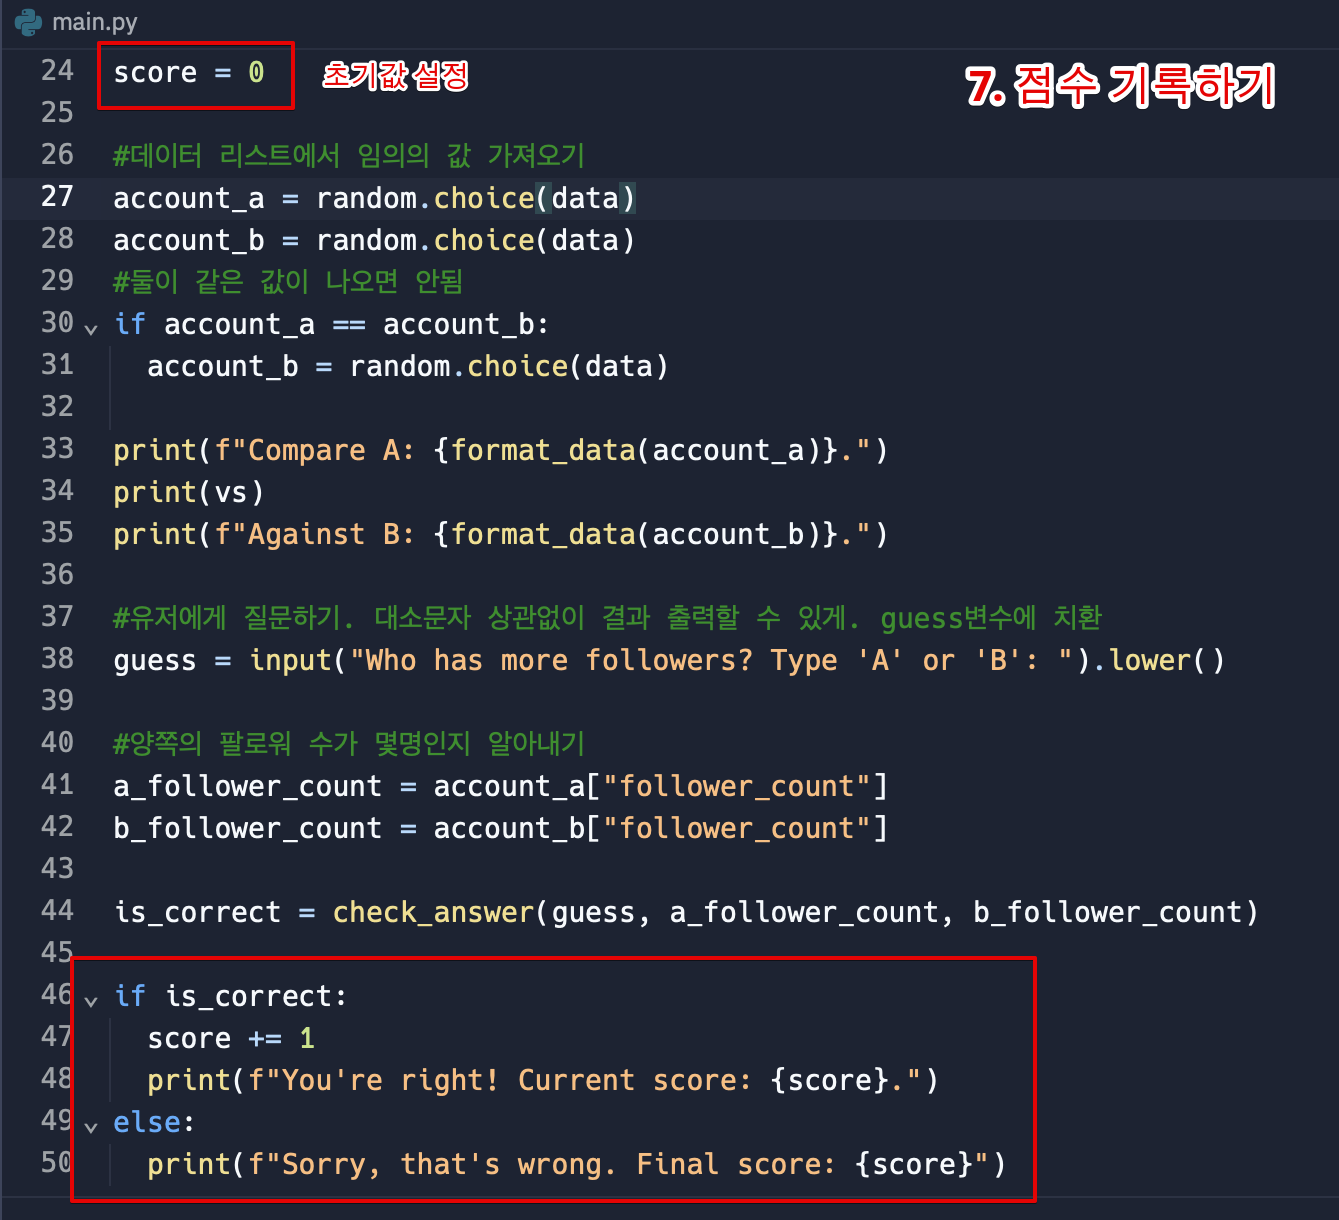 main.py
24 score = 0 초기값 설정
7. 점수 기록하기
25
26 #데이터 리스트에서 임의의 값 가져오기
27 account_a = random.choice(data)
28 account_b = random.choice(data)
29 #둘이 같은 값이 나오면 안됨
30 if account_a == account_b:
31   account_b = random.choice(data)
32
33 print(f"Compare A: {format_data(account_a)}.")
34 print(vs)
35 print(f"Against B: {format_data(account_b)}.")
36
37 #유저에게 질문하기. 대소문자 상관없이 결과 출력할 수 있게. guess변수에 치환
38 guess = input("Who has more followers? Type 'A' or 'B': ").lower()
39
40 #양쪽의 팔로워 수가 몇명인지 알아내기
41 a_follower_count = account_a["follower_count"]
42 b_follower_count = account_b["follower_count"]
43
44 is_correct = check_answer(guess, a_follower_count, b_follower_count)
45
46 if is_correct:
47   score += 1
48   print(f"You're right! Current score: {score}.")
49 else:
50   print(f"Sorry, that's wrong. Final score: {score}")